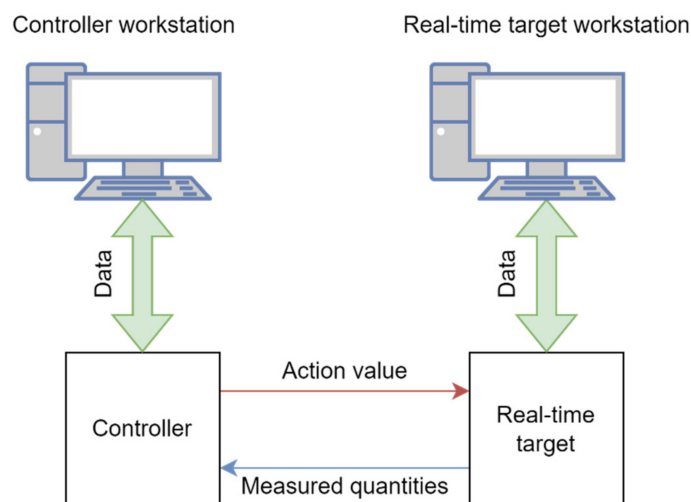 Controller workstation
Real-time target workstation
Data
Data
Action value
Controller
Real-time
target
Measured quantities